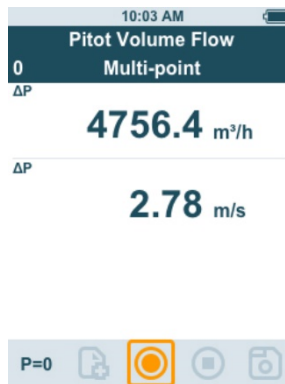 10:03 AM
Pitot Volume Flow
0 Multi-point
ΔP
4756.4 m³/h
ΔP
2.78 m/s
P=0